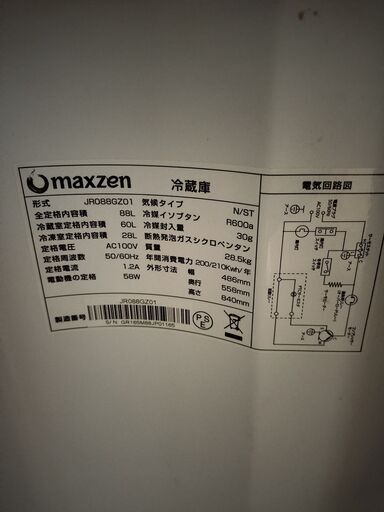 maxzen 冷蔵庫
形式 JR088GZ01 気候タイプ N/ST
全定格内容積 88L 冷媒イソブタン R600a
冷蔵室定格内容積 60L 冷媒封入量 30g
冷凍室定格内容積 28L 断熱発泡ガスシクロペンタン
定格電圧 AC100V 質量 28.5kg
定格周波数 50/60Hz 年間消費電力 200/210Kwh/年
定格電流 1.2A 外形寸法 幅 486mm
電動機の定格 58W 奥行 558mm
高さ 840mm
JR088GZ01
製造番号
S/N: GR165M88JP01165
PSE
電気回路図
AC100V